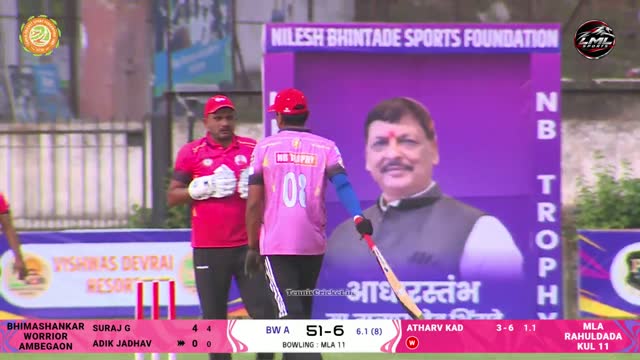 NILESH BHINTADE SPORTS FOUNDATION
LML
SPORTS
NB TROPHY
NB TROPHY
08
आधारस्तंभ
VISHWAS DEVRAI
RESORT
TennisCricket.in
BHIMASHANKAR WARRIOR AMBEGAON
SURAJ G 4 4
ADIK JADHAV 0 0
BW A 51-6 6.1 (8)
BOWLING : MLA 11
ATHARV KAD 3-6 1.1
W
MLA RAHULDADA KUL 11